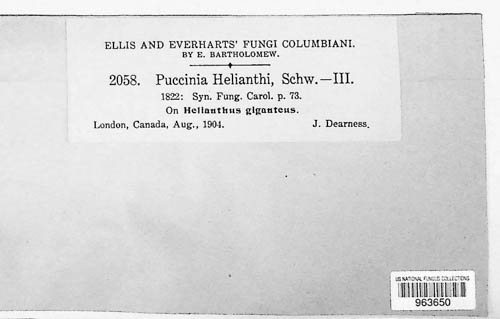 ELLIS AND EVERHARTS' FUNGI COLUMBIANI.
BY E. BARTHOLOMEW.
2058. Puccinia Helianthi, Schw.—III.
1822: Syn. Fung. Carol. p. 73.
On Helianthus giganteus.
London, Canada, Aug., 1904. J. Dearness.
US NATIONAL FUNGUS COLLECTIONS
963650